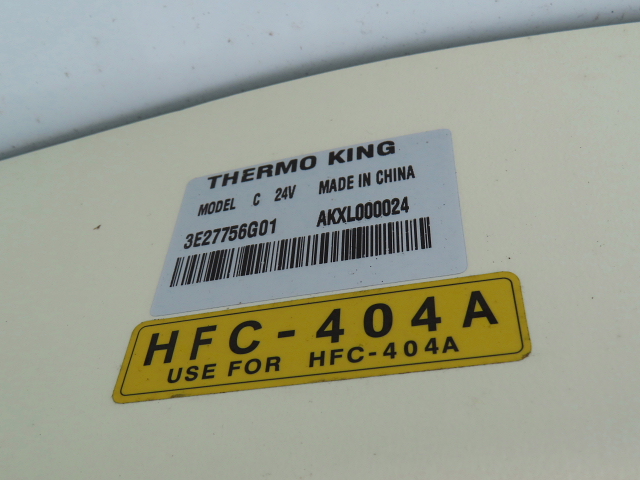 THERMO KING
MODEL C 24V MADE IN CHINA
3E27756G01 AKXL000024
HFC-404A
USE FOR HFC-404A